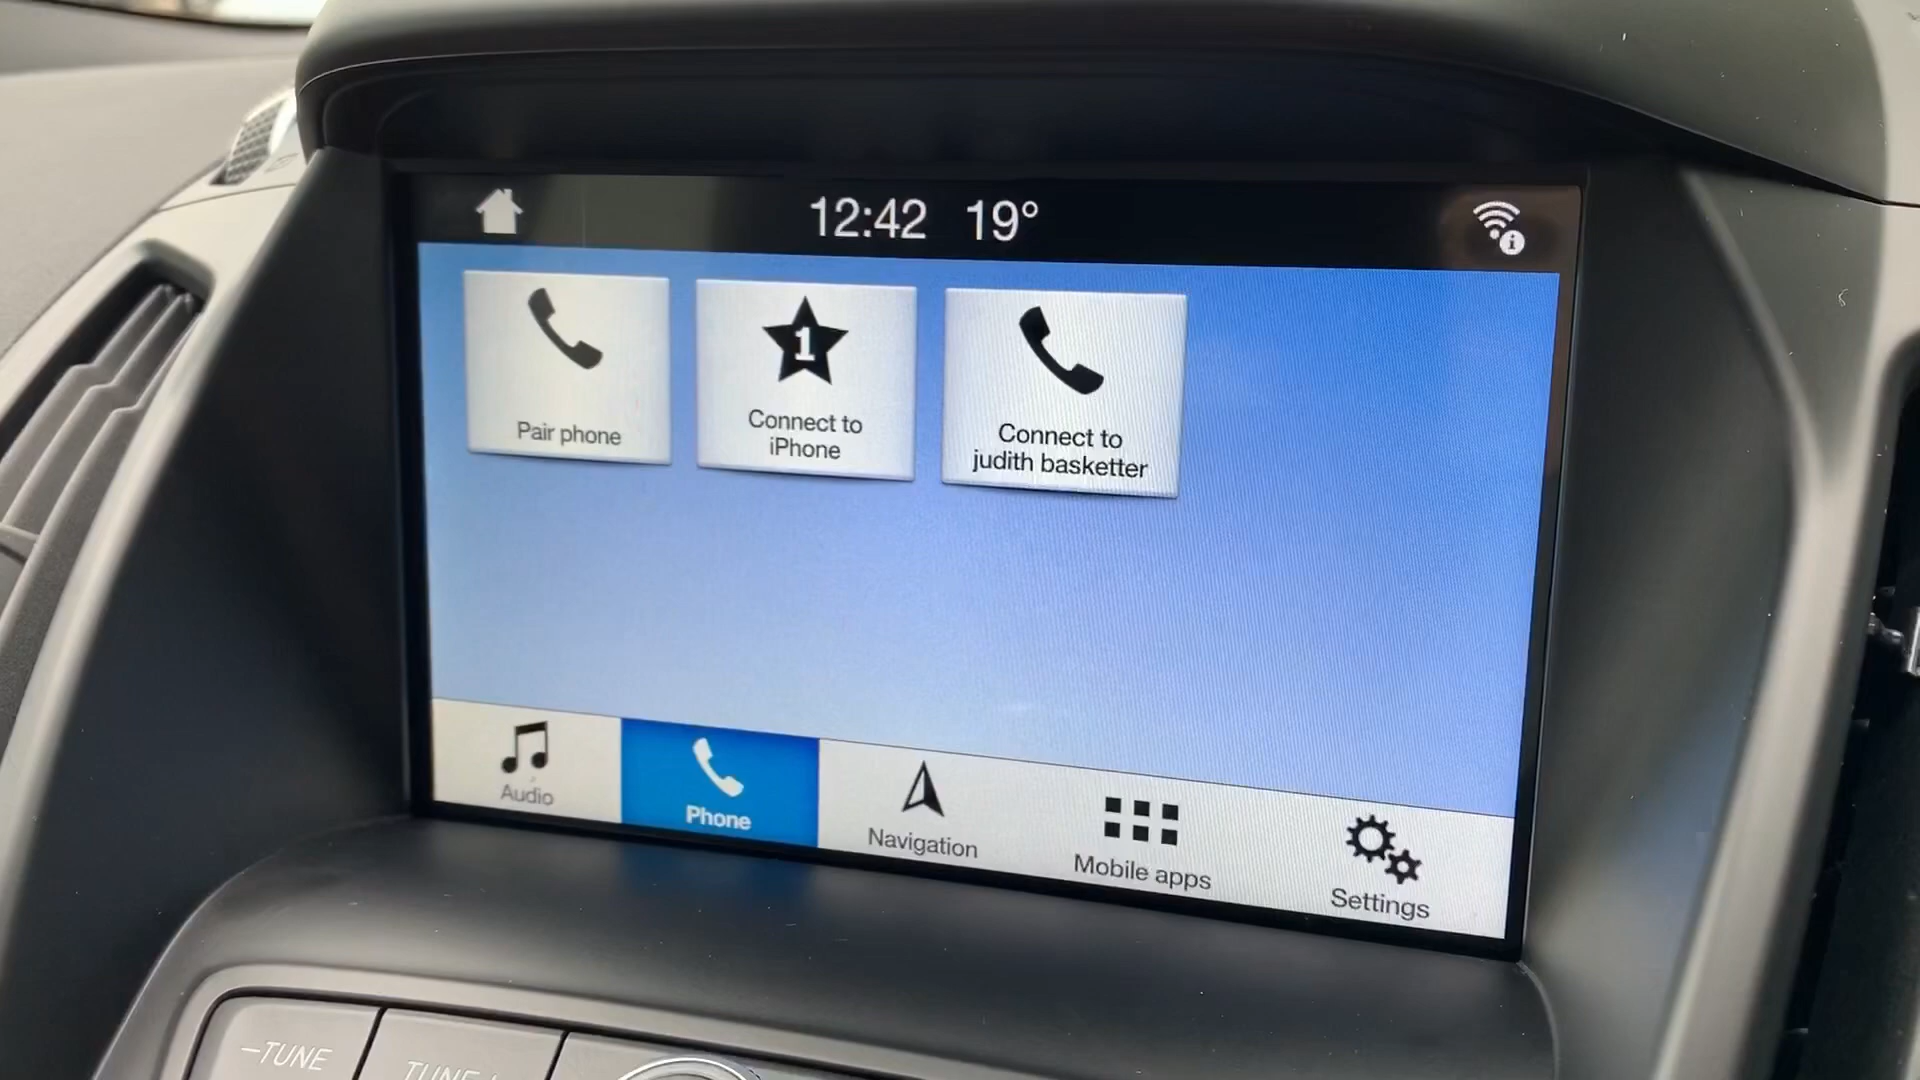 12:42 19°
Pair phone
1
Connect to
iPhone
Connect to
judith basketter
Audio
Phone
Navigation
Mobile apps
Settings
–TUNE
TUNE